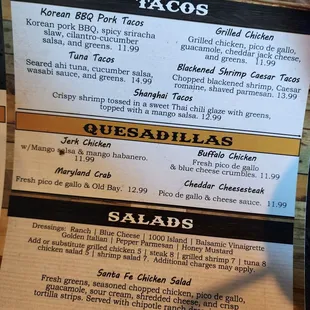 TACOS
Korean BBQ Pork Tacos
Korean pork BBQ, spicy sriracha
slaw, cilantro-cucumber
salsa, and greens. 11.99
Grilled Chicken
Grilled chicken, pico de gallo,
guacamole, cheddar jack cheese,
and greens. 11.99
Tuna Tacos
Seared ahi tuna, cucumber salsa,
wasabi sauce, and greens. 14.99
Blackened Shrimp Caesar Tacos
Chopped blackened shrimp, Caesar
romaine, shaved parmesan. 13.99
Shanghai Tacos
Crispy shrimp tossed in a sweet Thai chili glaze with greens,
topped with a mango salsa. 12.99
QUESADILLAS
Jerk Chicken
w/Mango salsa & mango habanero.
11.99
Buffalo Chicken
Fresh pico de gallo
& blue cheese crumbles. 11.99
Maryland Crab
Fresh pico de gallo & Old Bay. 12.99
Cheddar Cheesesteak
Pico de gallo & cheese sauce. 11.99
SALADS
Dressings: Ranch | Blue Cheese | 1000 Island | Balsamic Vinaigrette
Golden Italian | Pepper Parmesan | Honey Mustard
Add or substitute grilled chicken 5 | steak 8 | grilled shrimp 7 | tuna 8
chicken salad 5 | shrimp salad 7 | Additional charges may apply.
Santa Fe Chicken Salad
Fresh greens, seasoned chopped chicken, pico de gallo,
guacamole, sour cream, shredded cheese, and crisp
tortilla strips. Served with chipotle ranch